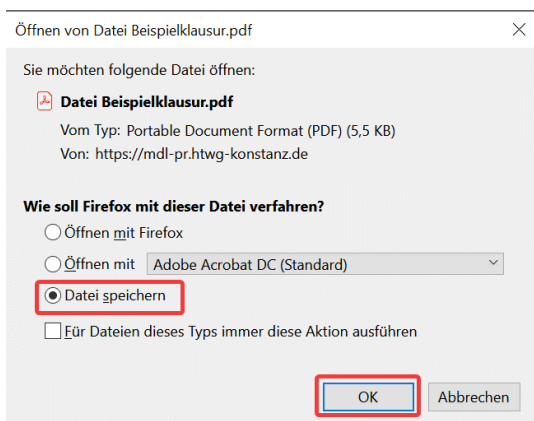 Öffnen von Datei Beispielklausur.pdf
Sie möchten folgende Datei öffnen:
Datei Beispielklausur.pdf
Vom Typ: Portable Document Format (PDF) (5,5 KB)
Von: https://mdl-pr.htwg-konstanz.de
Wie soll Firefox mit dieser Datei verfahren?
Öffnen mit Firefox
Öffnen mit Adobe Acrobat DC (Standard)
Datei speichern
Für Dateien dieses Typs immer diese Aktion ausführen
OK Abbrechen